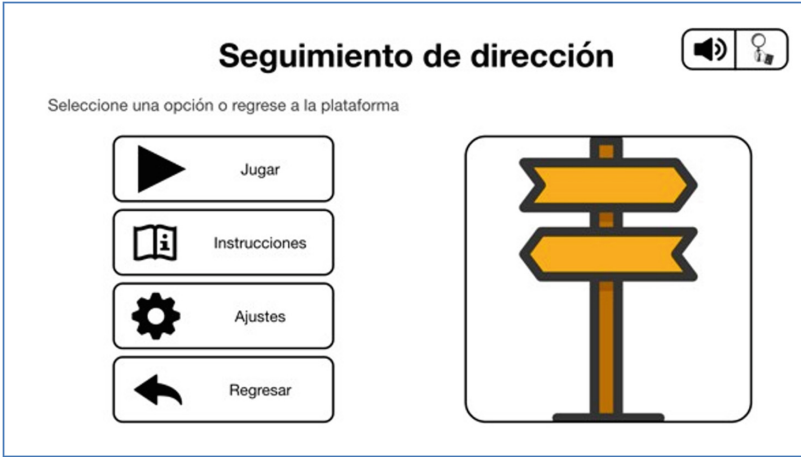 Seguimiento de dirección
Seleccione una opción o regrese a la plataforma
Jugar
Instrucciones
Ajustes
Regresar